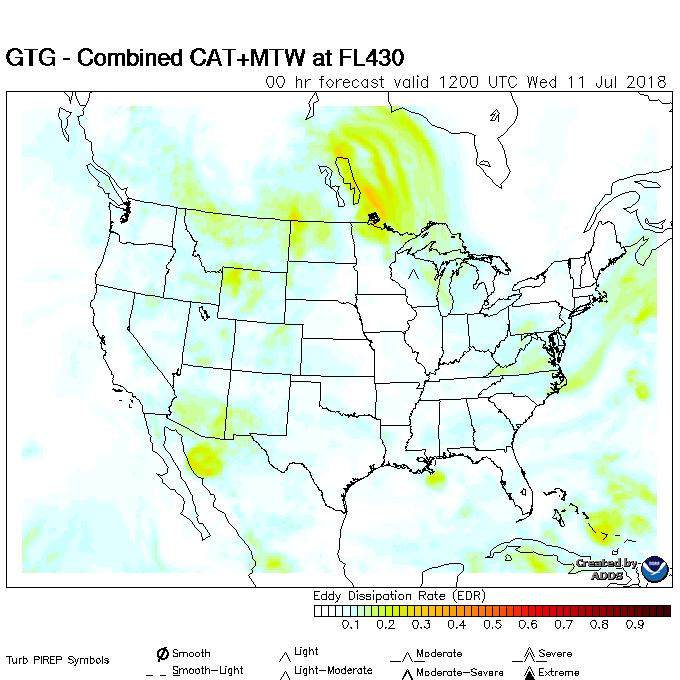 GTG - Combined CAT+MTW at FL430
00 hr forecast valid 1200 UTC Wed 11 Jul 2018
Created by
ADDS
Eddy Dissipation Rate (EDR)
0.1 0.2 0.3 0.4 0.5 0.6 0.7 0.8 0.9
Turb PIREP Symbols
Smooth Light Moderate Severe
Smooth-Light Light-Moderate Moderate-Severe Extreme